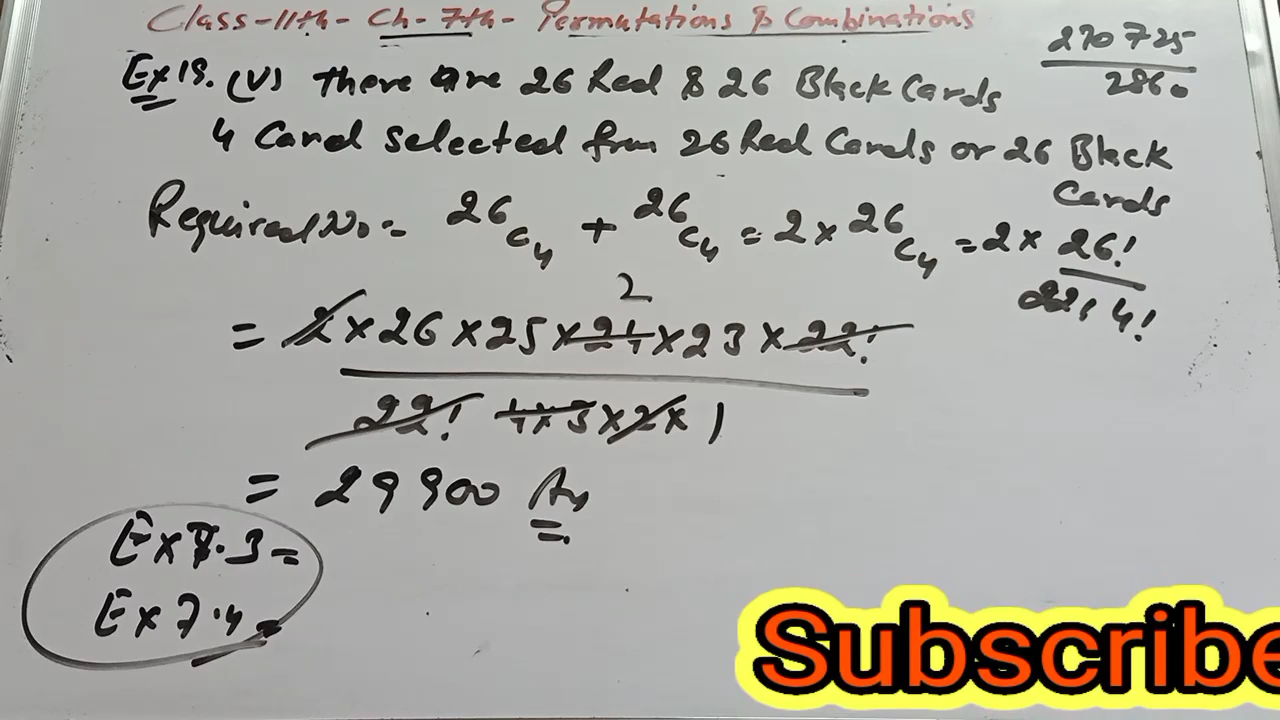 Class-11th- Ch-7th- Permutations & Combinations
270725
2860
Ex 19. (V) There are 26 Red & 26 Black Cards
4 Card selected from 26 Red Cards or 26 Black
Cards
Required No = 26C4 + 26C4 = 2 x 26C4 = 2 x 26!
22! 4!
2
= 2 x 26 x 25 x 24 x 23 x 22!
22! 4 x 3 x 2 x 1
= 29900 An
Ex 7.3 =
Ex 7.4 =
Subscribe